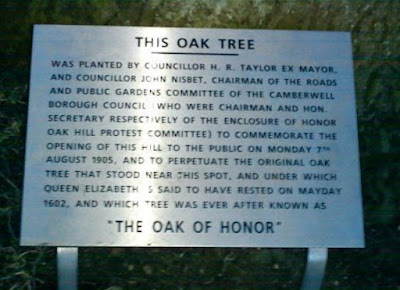 THIS OAK TREE
WAS PLANTED BY COUNCILLOR H. R. TAYLOR EX MAYOR,
AND COUNCILLOR JOHN NISBET, CHAIRMAN OF THE ROADS
AND PUBLIC GARDENS COMMITTEE OF THE CAMBERWELL
BOROUGH COUNCIL (WHO WERE CHAIRMAN AND HON.
SECRETARY RESPECTIVELY OF THE ENCLOSURE OF HONOR
OAK HILL PROTEST COMMITTEE) TO COMMEMORATE THE
OPENING OF THIS HILL TO THE PUBLIC ON MONDAY 7TH
AUGUST 1905, AND TO PERPETUATE THE ORIGINAL OAK
TREE THAT STOOD NEAR THIS SPOT, AND UNDER WHICH
QUEEN ELIZABETH IS SAID TO HAVE RESTED ON MAYDAY
1602, AND WHICH TREE WAS EVER AFTER KNOWN AS
"THE OAK OF HONOR"